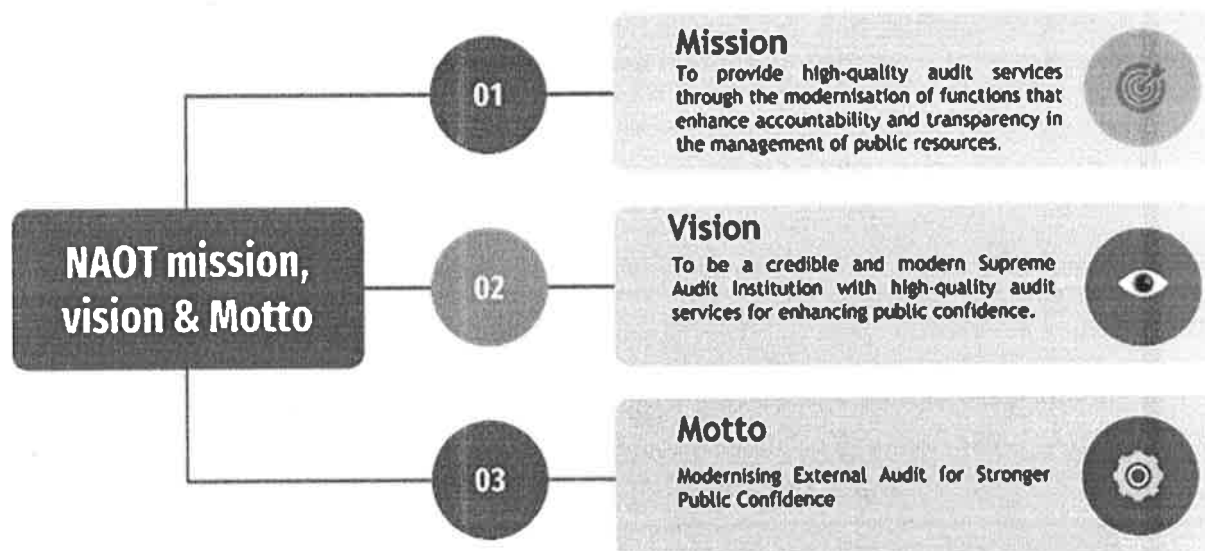 NAOT mission,
vision & Motto
01
Mission
To provide high-quality audit services
through the modernisation of functions that
enhance accountability and transparency in
the management of public resources.
02
Vision
To be a credible and modern Supreme
Audit Institution with high-quality audit
services for enhancing public confidence.
03
Motto
Modernising External Audit for Stronger
Public Confidence